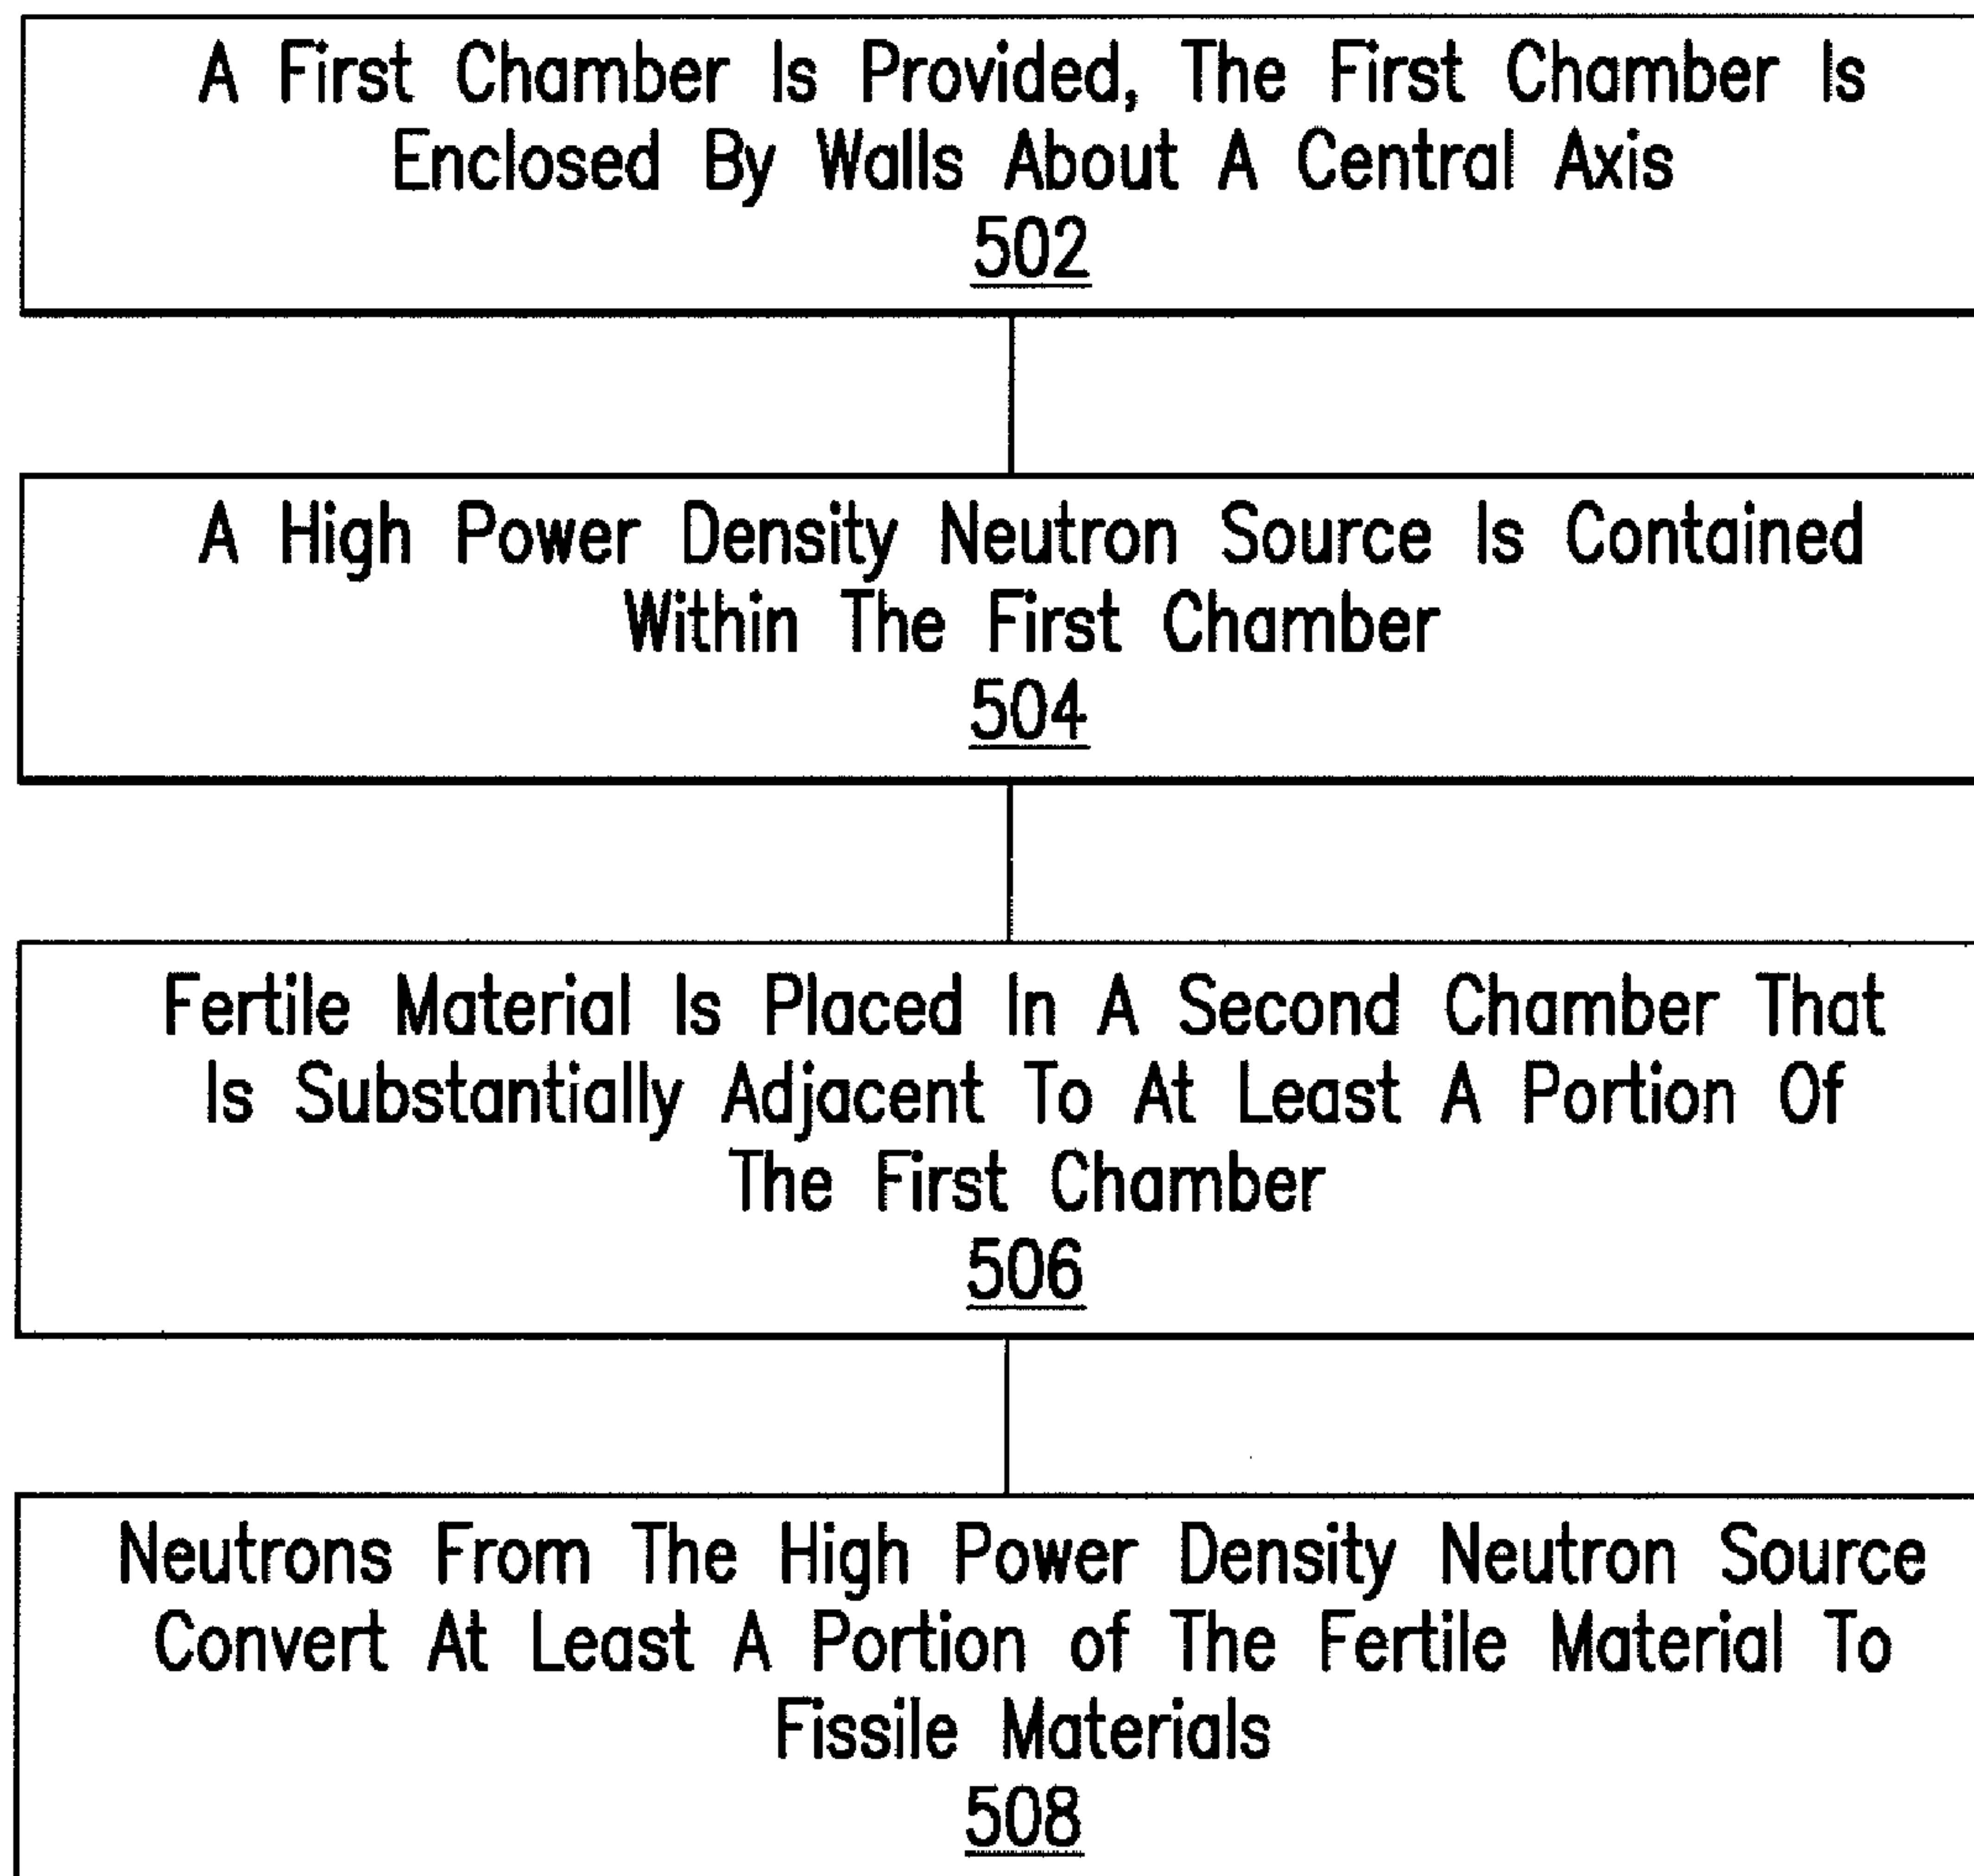 A First Chamber Is Provided, The First Chamber Is
Enclosed By Walls About A Central Axis
502
A High Power Density Neutron Source Is Contained
Within The First Chamber
504
Fertile Material Is Placed In A Second Chamber That
Is Substantially Adjacent To At Least A Portion Of
The First Chamber
506
Neutrons From The High Power Density Neutron Source
Convert At Least A Portion of The Fertile Material To
Fissile Materials
508